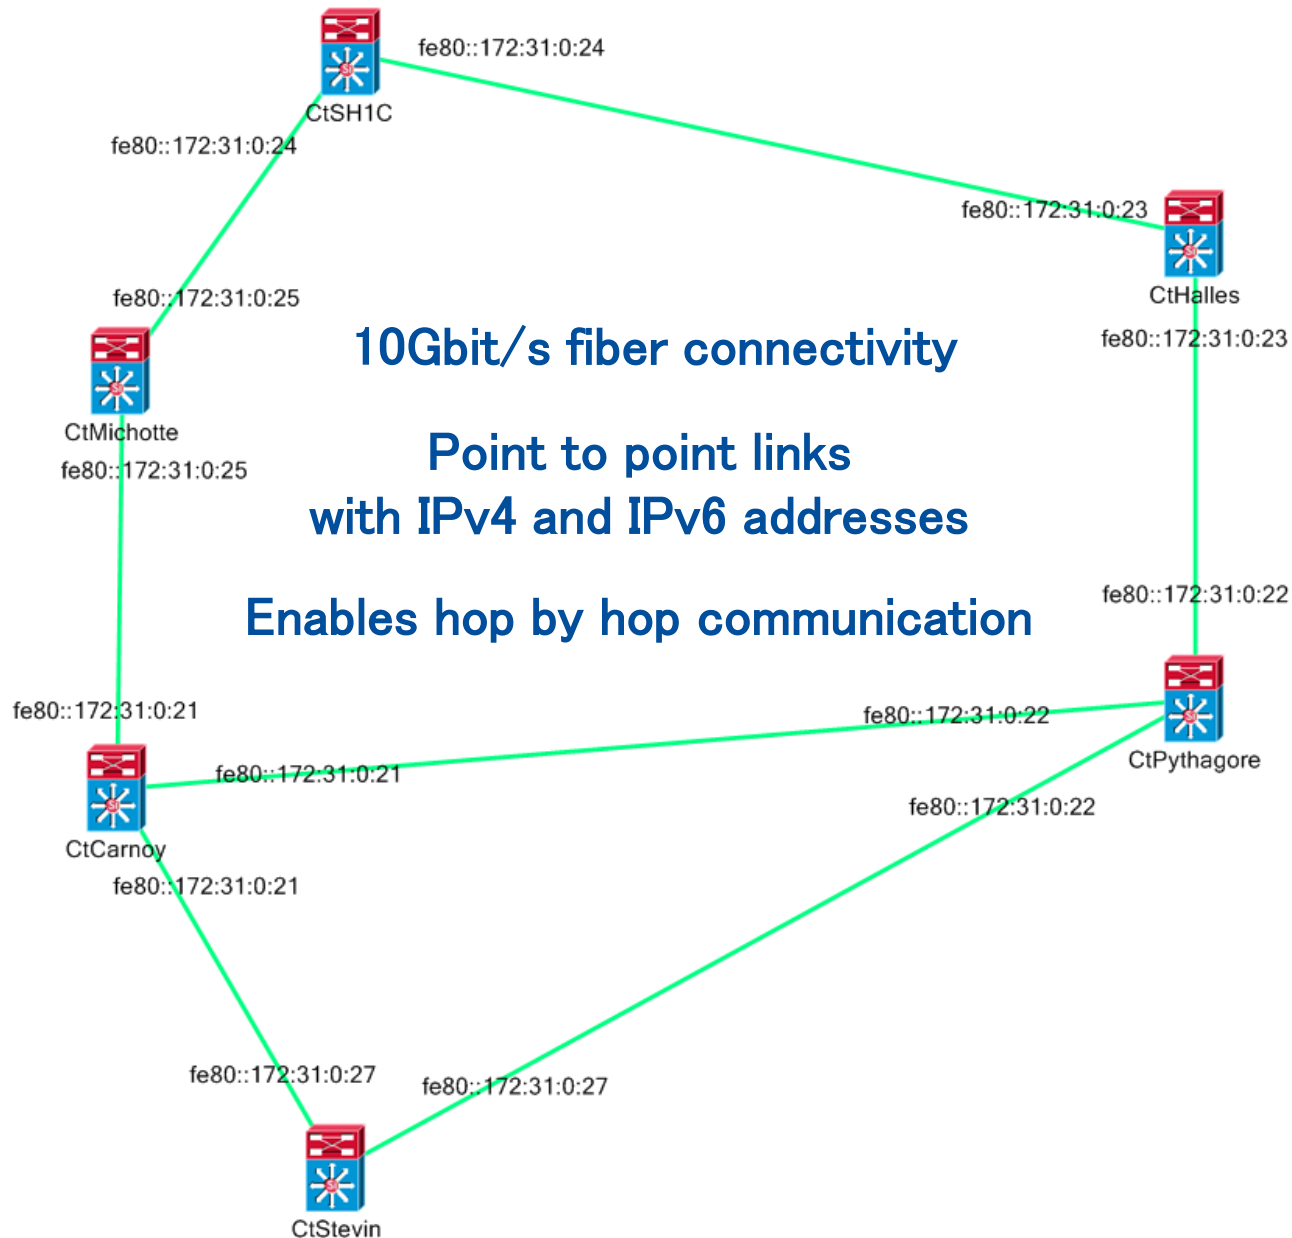 fe80::172:31:0:24
CtSH1C
fe80::172:31:0:24
fe80::172:31:0:23
CtHalles
fe80::172:31:0:25
fe80::172:31:0:23
10Gbit/s fiber connectivity
CtMichotte
fe80::172:31:0:25
Point to point links
with IPv4 and IPv6 addresses
fe80::172:31:0:22
Enables hop by hop communication
fe80::172:31:0:21
fe80::172:31:0:22
CtPythagore
fe80::172:31:0:21
fe80::172:31:0:22
CtCarnoy
fe80::172:31:0:21
fe80::172:31:0:27
fe80::172:31:0:27
CtStevin